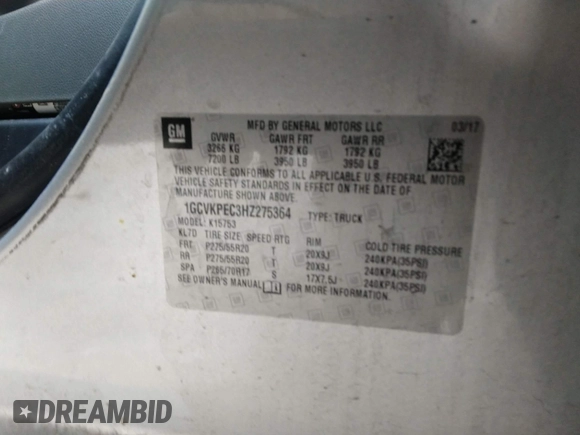 GM
MFD BY GENERAL MOTORS LLC 03/17
GVWR GAWR FRT GAWR RR
3266 KG 1792 KG 1792 KG
7200 LB 3950 LB 3950 LB
THIS VEHICLE CONFORMS TO ALL APPLICABLE U.S. FEDERAL MOTOR
VEHICLE SAFETY STANDARDS IN EFFECT ON THE DATE OF
MANUFACTURE SHOWN ABOVE.
1GCVKPEC3HZ275364 TYPE: TRUCK
MODEL: K15753
KL7D TIRE SIZE SPEED RTG RIM COLD TIRE PRESSURE
FRT P275/55R20 T 20X9J 240KPA(35PSI)
RR P275/55R20 T 20X9J 240KPA(35PSI)
SPA P265/70R17 S 17X7.5J 240KPA(35PSI)
SEE OWNER'S MANUAL FOR MORE INFORMATION.
DREAMBID